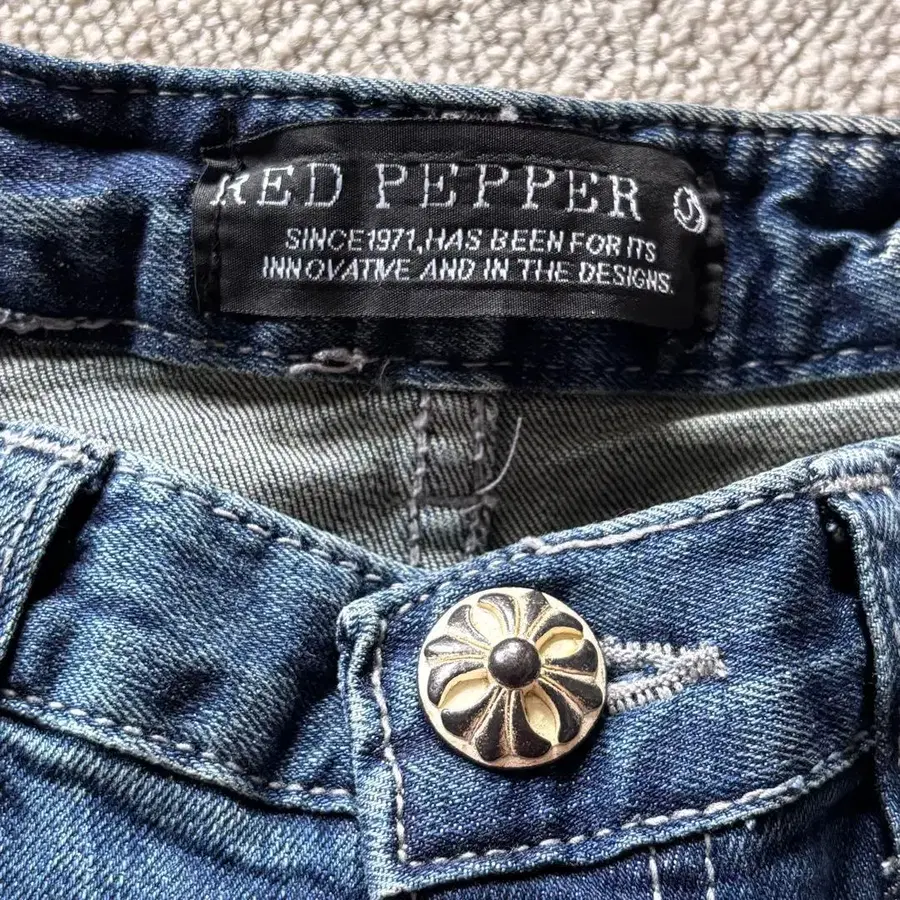 RED PEPPER
SINCE1971,HAS BEEN FOR ITS
INNOVATIVE AND IN THE DESIGNS.